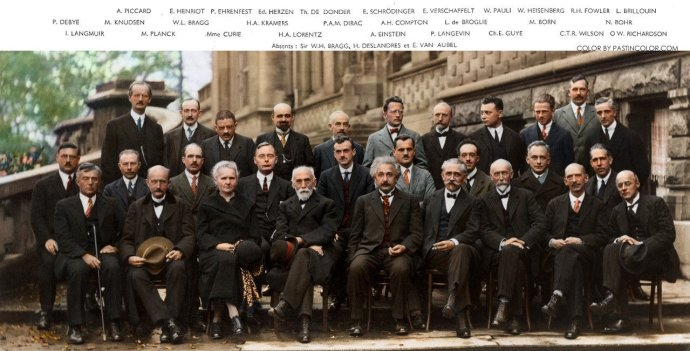 A. PICCARD E. HENRIOT P. EHRENFEST Ed. HERZEN Th. DE DONDER E. SCHRÖDINGER E. VERSCHAFFELT W. PAULI W. HEISENBERG R.H. FOWLER L. BRILLOUIN
P. DEBYE M. KNUDSEN W.L. BRAGG H.A. KRAMERS P.A.M. DIRAC A.H. COMPTON L. de BROGLIE M. BORN N. BOHR
I. LANGMUIR M. PLANCK Mme CURIE H.A. LORENTZ A. EINSTEIN P. LANGEVIN Ch.E. GUYE C.T.R. WILSON O.W. RICHARDSON
Absents : Sir W.H. BRAGG, H. DESLANDRES et E. VAN AUBEL
COLOR BY PASTINCOLOR.COM